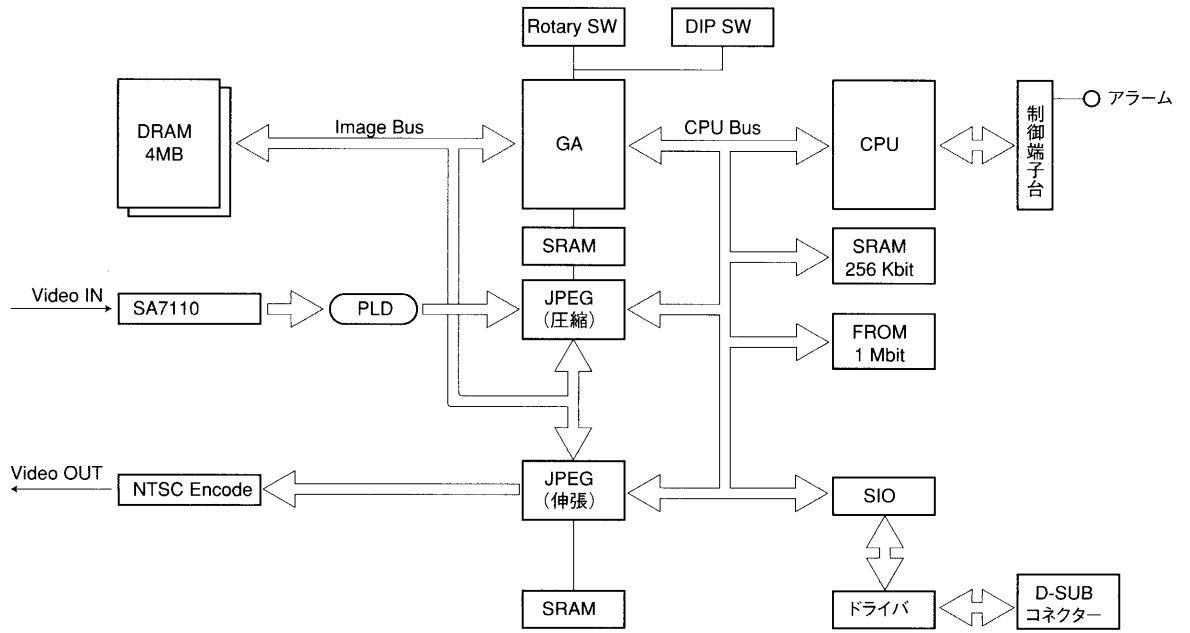 Rotary SW
DIP SW
DRAM
4MB
Image Bus
GA
CPU Bus
CPU
制御端子台
アラーム
SRAM
SRAM
256 Kbit
Video IN
SA7110
PLD
JPEG
(圧縮)
FROM
1 Mbit
Video OUT
NTSC Encode
JPEG
(伸張)
SIO
SRAM
ドライバ
D-SUB
コネクター